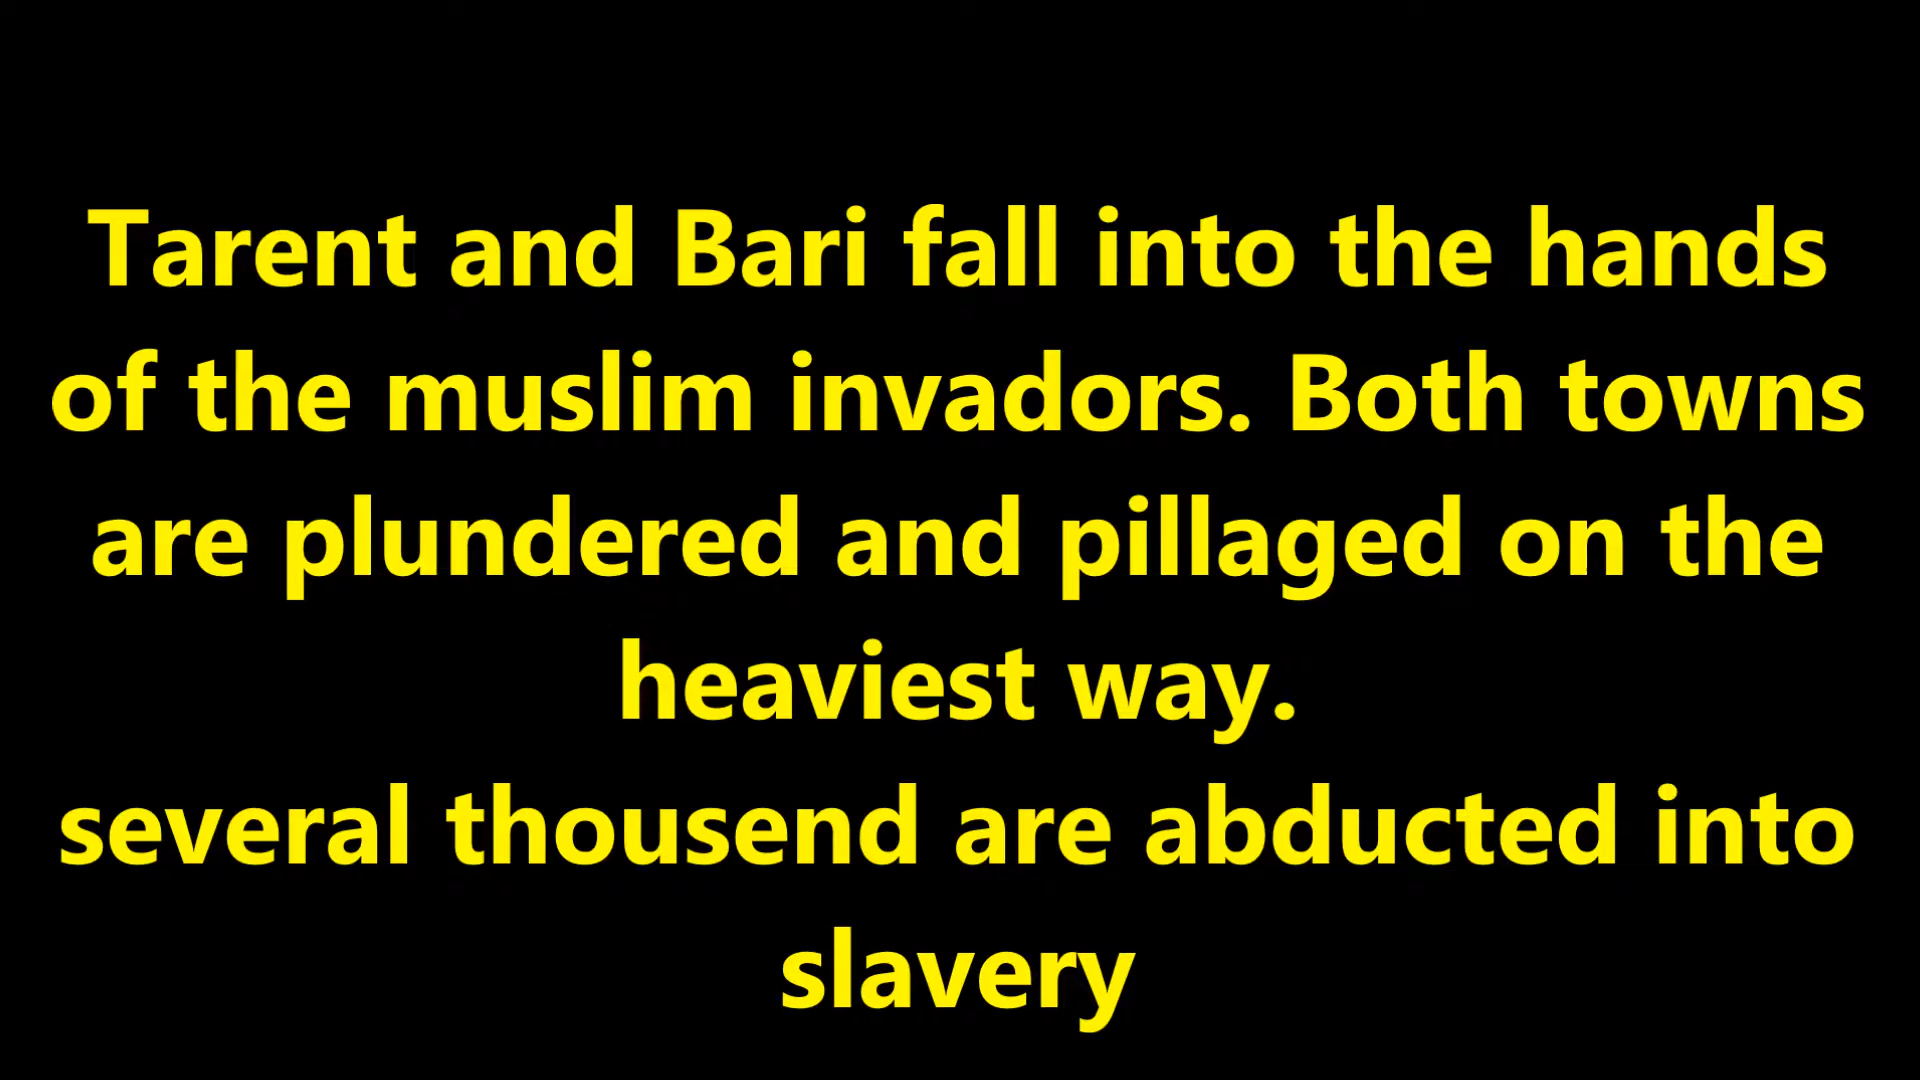 Tarent and Bari fall into the hands
of the muslim invadors. Both towns
are plundered and pillaged on the
heaviest way.
several thousend are abducted into
slavery